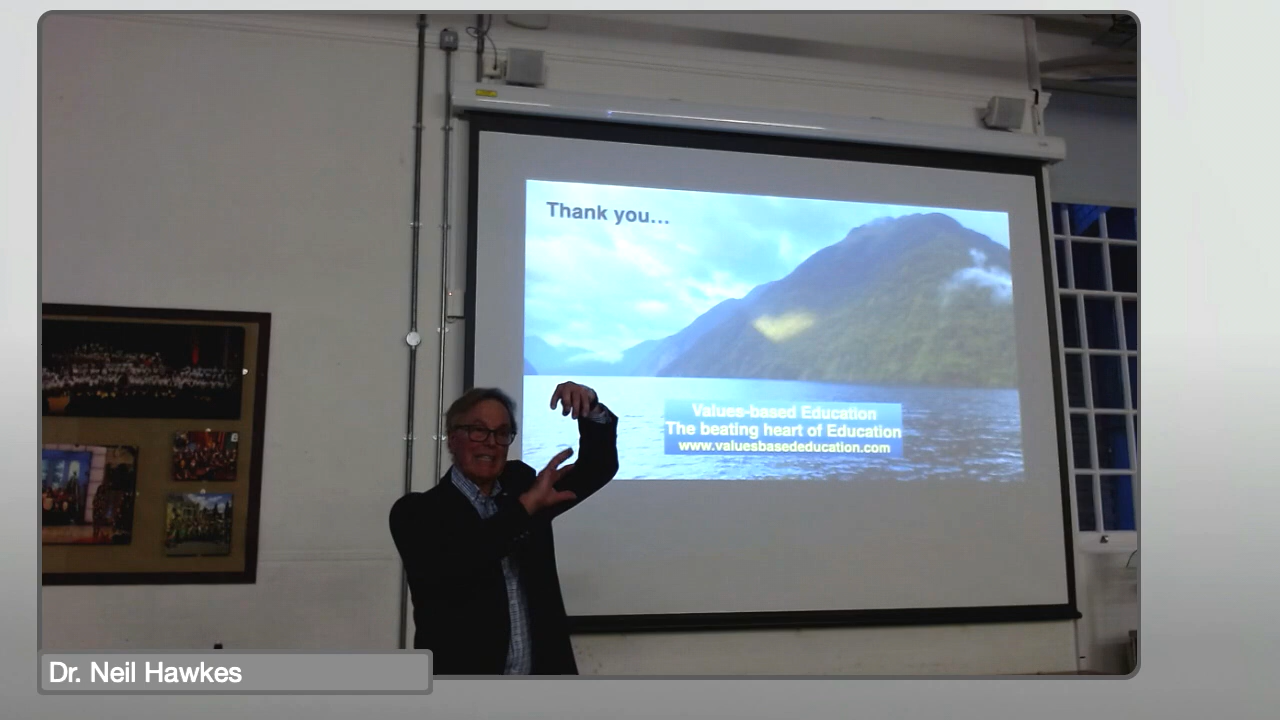 Thank you...
Values-based Education
The beating heart of Education
www.valuesbasededucation.com
Dr. Neil Hawkes